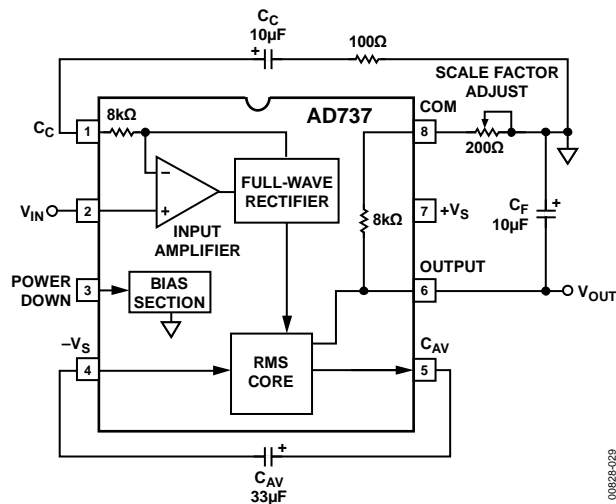 CC
10µF
+
100Ω
SCALE FACTOR
ADJUST
200Ω
AD737
COM
8kΩ
CC
1
8
FULL-WAVE
RECTIFIER
8kΩ
CF
10µF
+
VIN
2
−
+
INPUT
AMPLIFIER
7
+VS
POWER
DOWN
3
BIAS
SECTION
OUTPUT
6
VOUT
−VS
4
RMS
CORE
CAV
5
+
CAV
33µF
00828-029